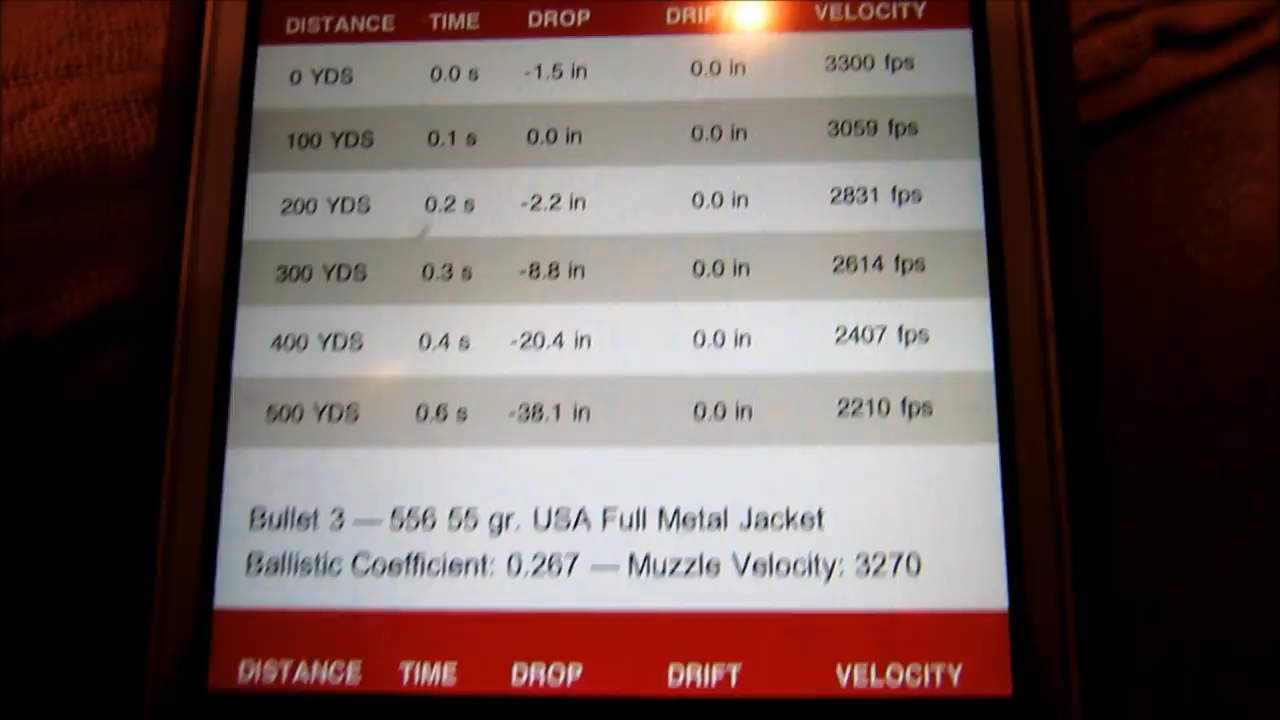 DISTANCE TIME DROP DRIFT VELOCITY
0 YDS 0.0 s -1.5 in 0.0 in 3300 fps
100 YDS 0.1 s 0.0 in 0.0 in 3059 fps
200 YDS 0.2 s -2.2 in 0.0 in 2831 fps
300 YDS 0.3 s -8.8 in 0.0 in 2614 fps
400 YDS 0.4 s -20.4 in 0.0 in 2407 fps
500 YDS 0.6 s -38.1 in 0.0 in 2210 fps
Bullet 3 — 556 55 gr. USA Full Metal Jacket
Ballistic Coefficient: 0.267 — Muzzle Velocity: 3270
DISTANCE TIME DROP DRIFT VELOCITY